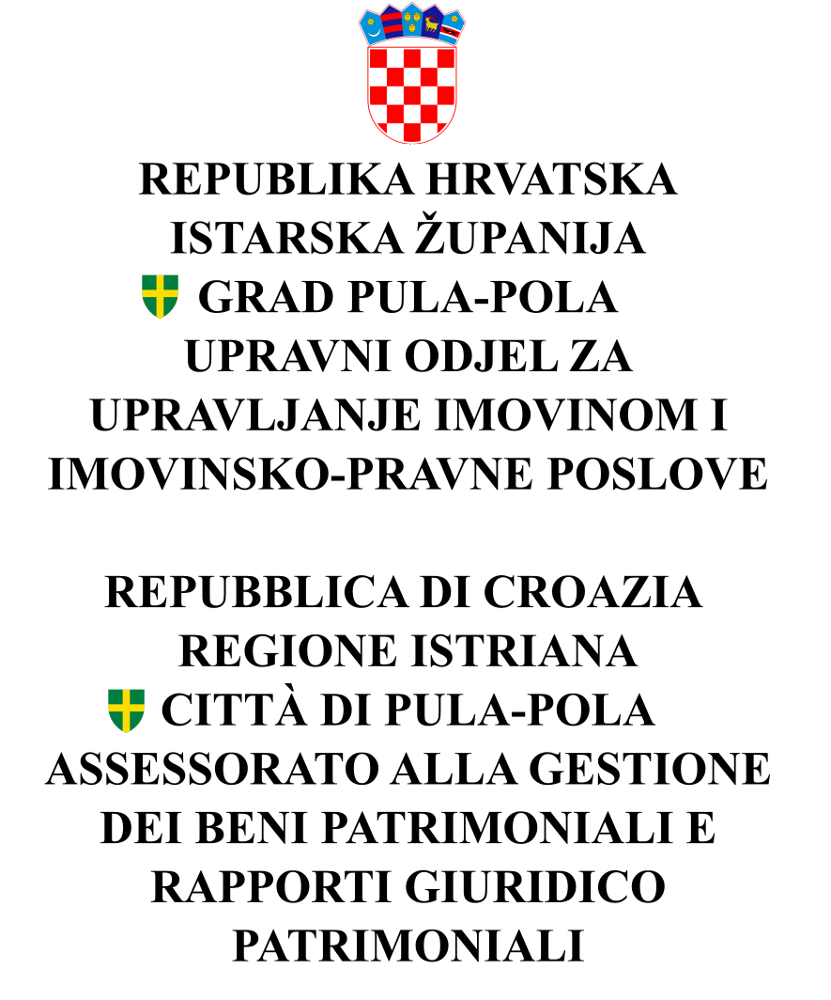 REPUBLIKA HRVATSKA
ISTARSKA ŽUPANIJA
GRAD PULA-POLA
UPRAVNI ODJEL ZA
UPRAVLJANJE IMOVINOM I
IMOVINSKO-PRAVNE POSLOVE
REPUBBLICA DI CROAZIA
REGIONE ISTRIANA
CITTÀ DI PULA-POLA
ASSESSORATO ALLA GESTIONE
DEI BENI PATRIMONIALI E
RAPPORTI GIURIDICO
PATRIMONIALI